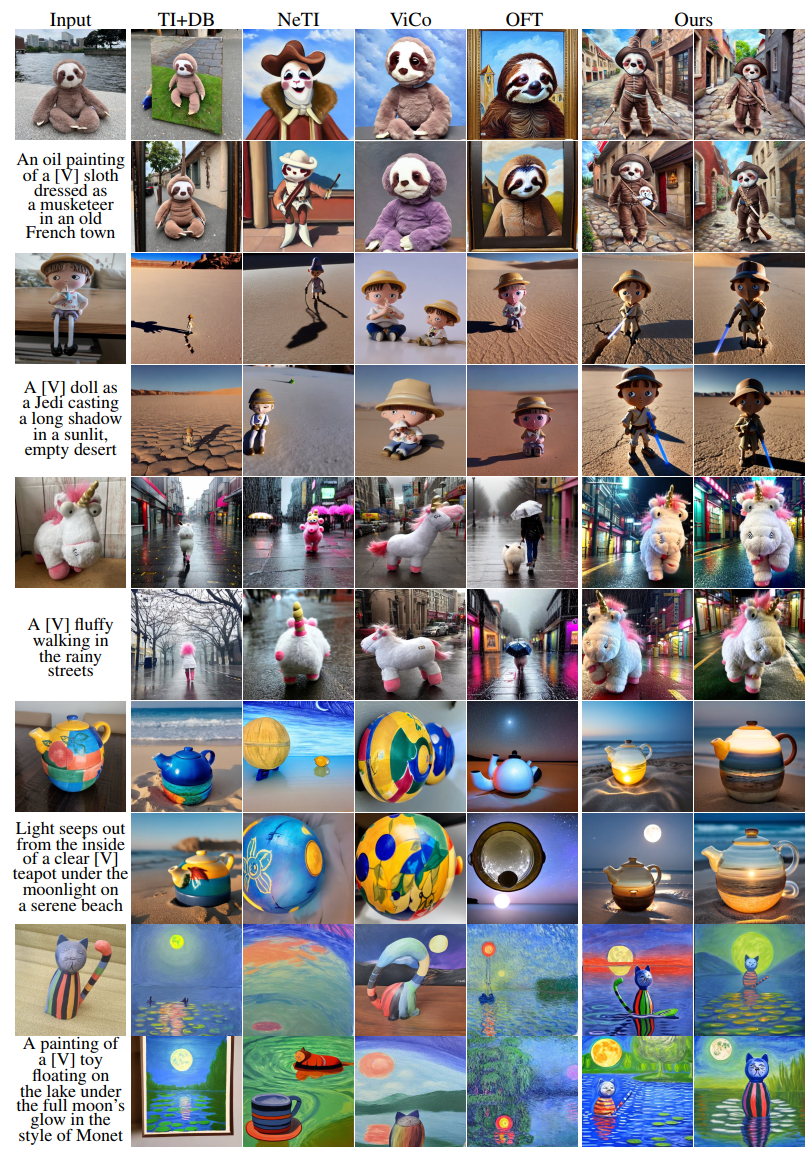 Input TI+DB NeTI ViCo OFT Ours
An oil painting
of a [V] sloth
dressed as
a musketeer
in an old
French town
A [V] doll as
a Jedi casting
a long shadow
in a sunlit,
empty desert
A [V] fluffy
walking in
the rainy
streets
Light seeps out
from the inside
of a clear [V]
teapot under the
moonlight on
a serene beach
A painting of
a [V] toy
floating on
the lake under
the full moon's
glow in the
style of Monet